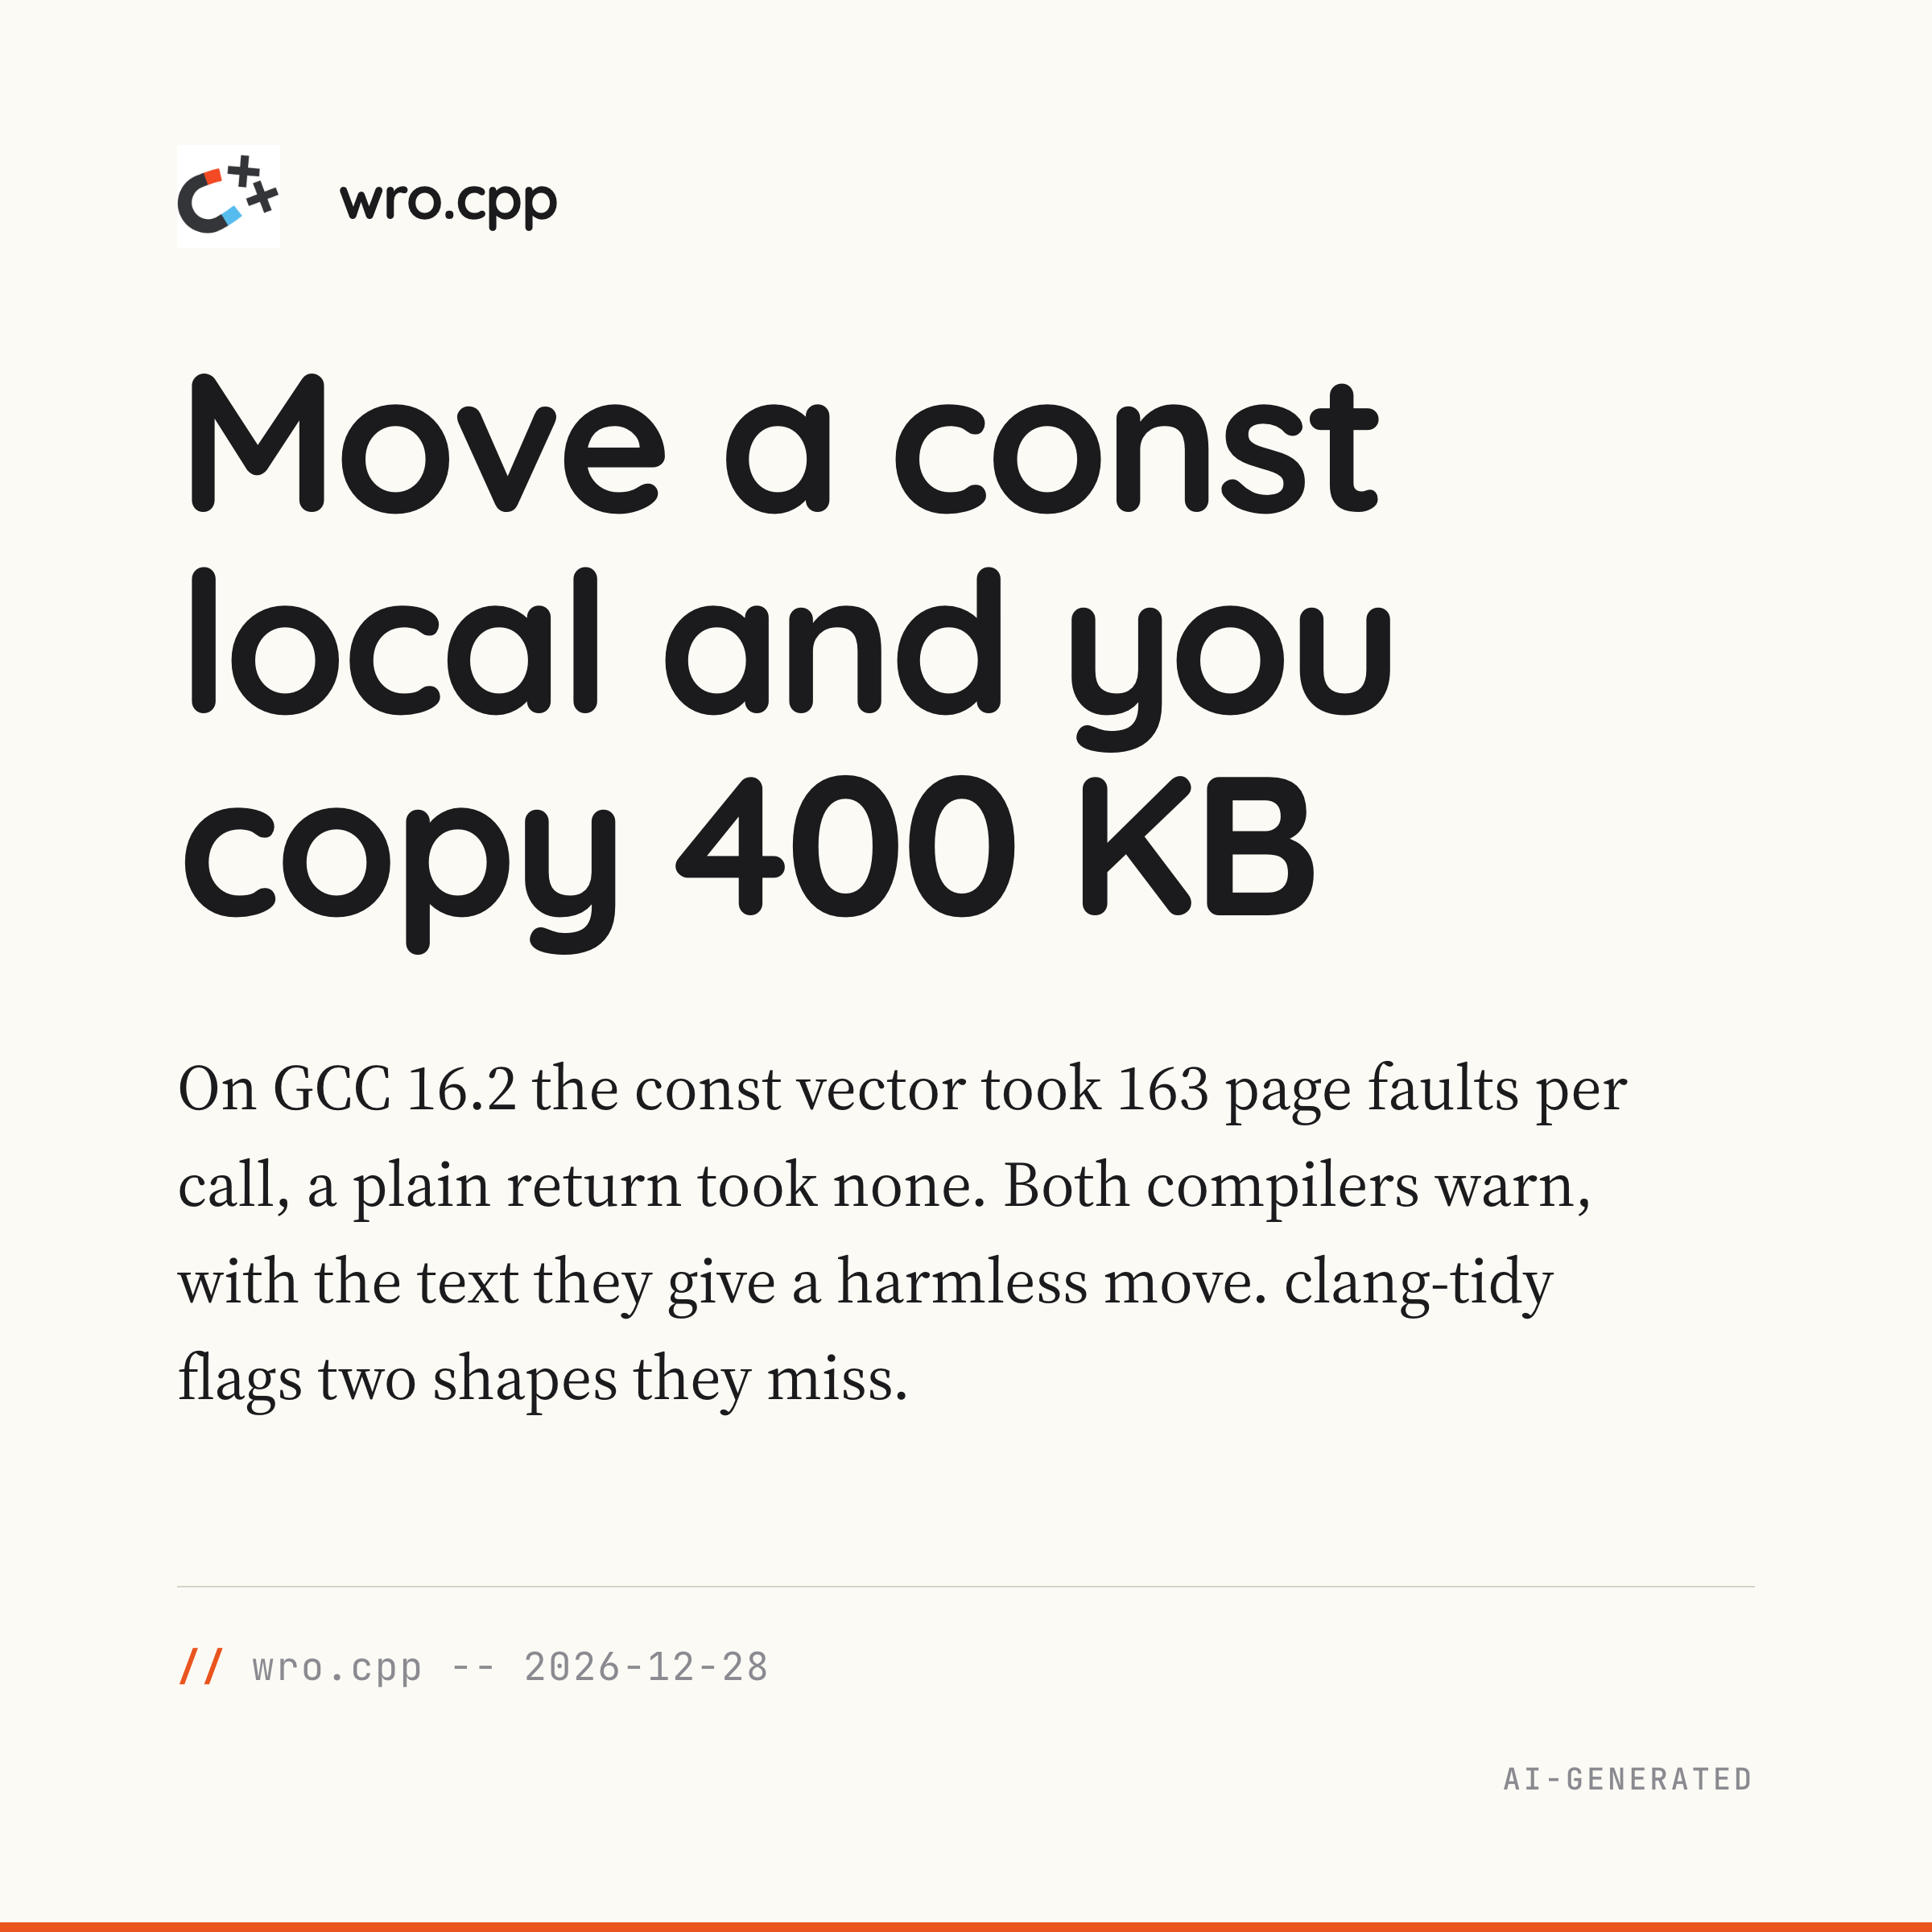 wro.cpp
Move a const
local and you
copy 400 KB
On GCC 16.2 the const vector took 163 page faults per
call, a plain return took none. Both compilers warn,
with the text they give a harmless move. clang-tidy
flags two shapes they miss.
// wro.cpp -- 2026-12-28
AI-GENERATED